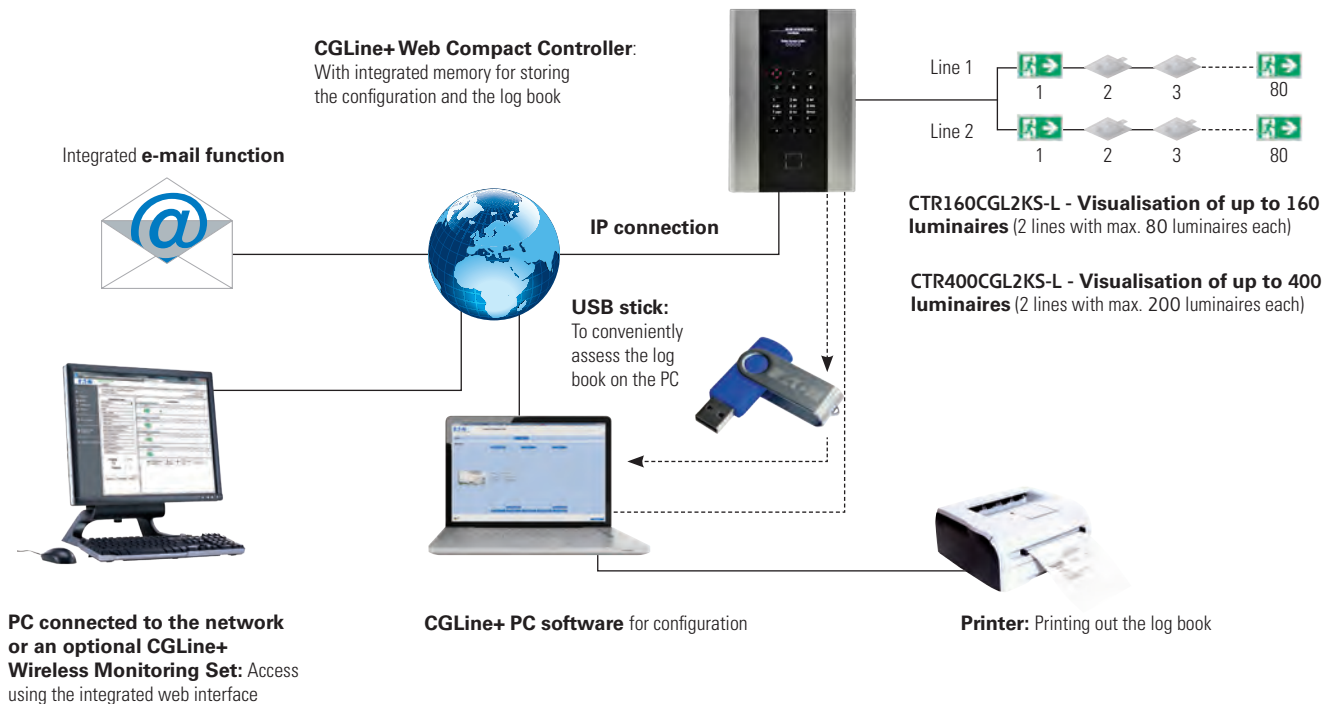 CGLine+ Web Compact Controller:
With integrated memory for storing
the configuration and the log book
Line 1
1
2
3
80
Line 2
1
2
3
80
Integrated e-mail function
@
IP connection
CTR160CGL2KS-L - Visualisation of up to 160
luminaires (2 lines with max. 80 luminaires each)
CTR400CGL2KS-L - Visualisation of up to 400
luminaires (2 lines with max. 200 luminaires each)
USB stick:
To conveniently
assess the log
book on the PC
PC connected to the network
or an optional CGLine+
Wireless Monitoring Set: Access
using the integrated web interface
CGLine+ PC software for configuration
Printer: Printing out the log book